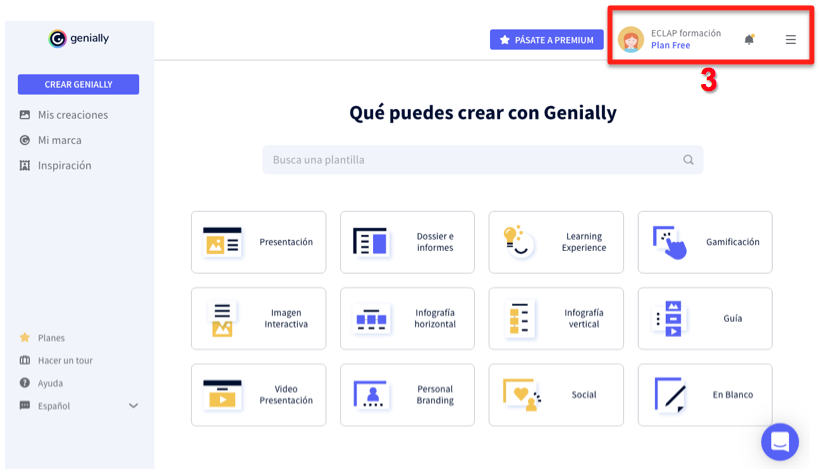 genially
CREAR GENIALLY
Mis creaciones
Mi marca
Inspiración
Planes
Hacer un tour
Ayuda
Español
PÁSATE A PREMIUM
ECLAP formación
Plan Free
3
Qué puedes crear con Genially
Busca una plantilla
Presentación
Dossier e
informes
Learning
Experience
Gamificación
Imagen
Interactiva
Infografía
horizontal
Infografía
vertical
Guía
Video
Presentación
Personal
Branding
Social
En Blanco